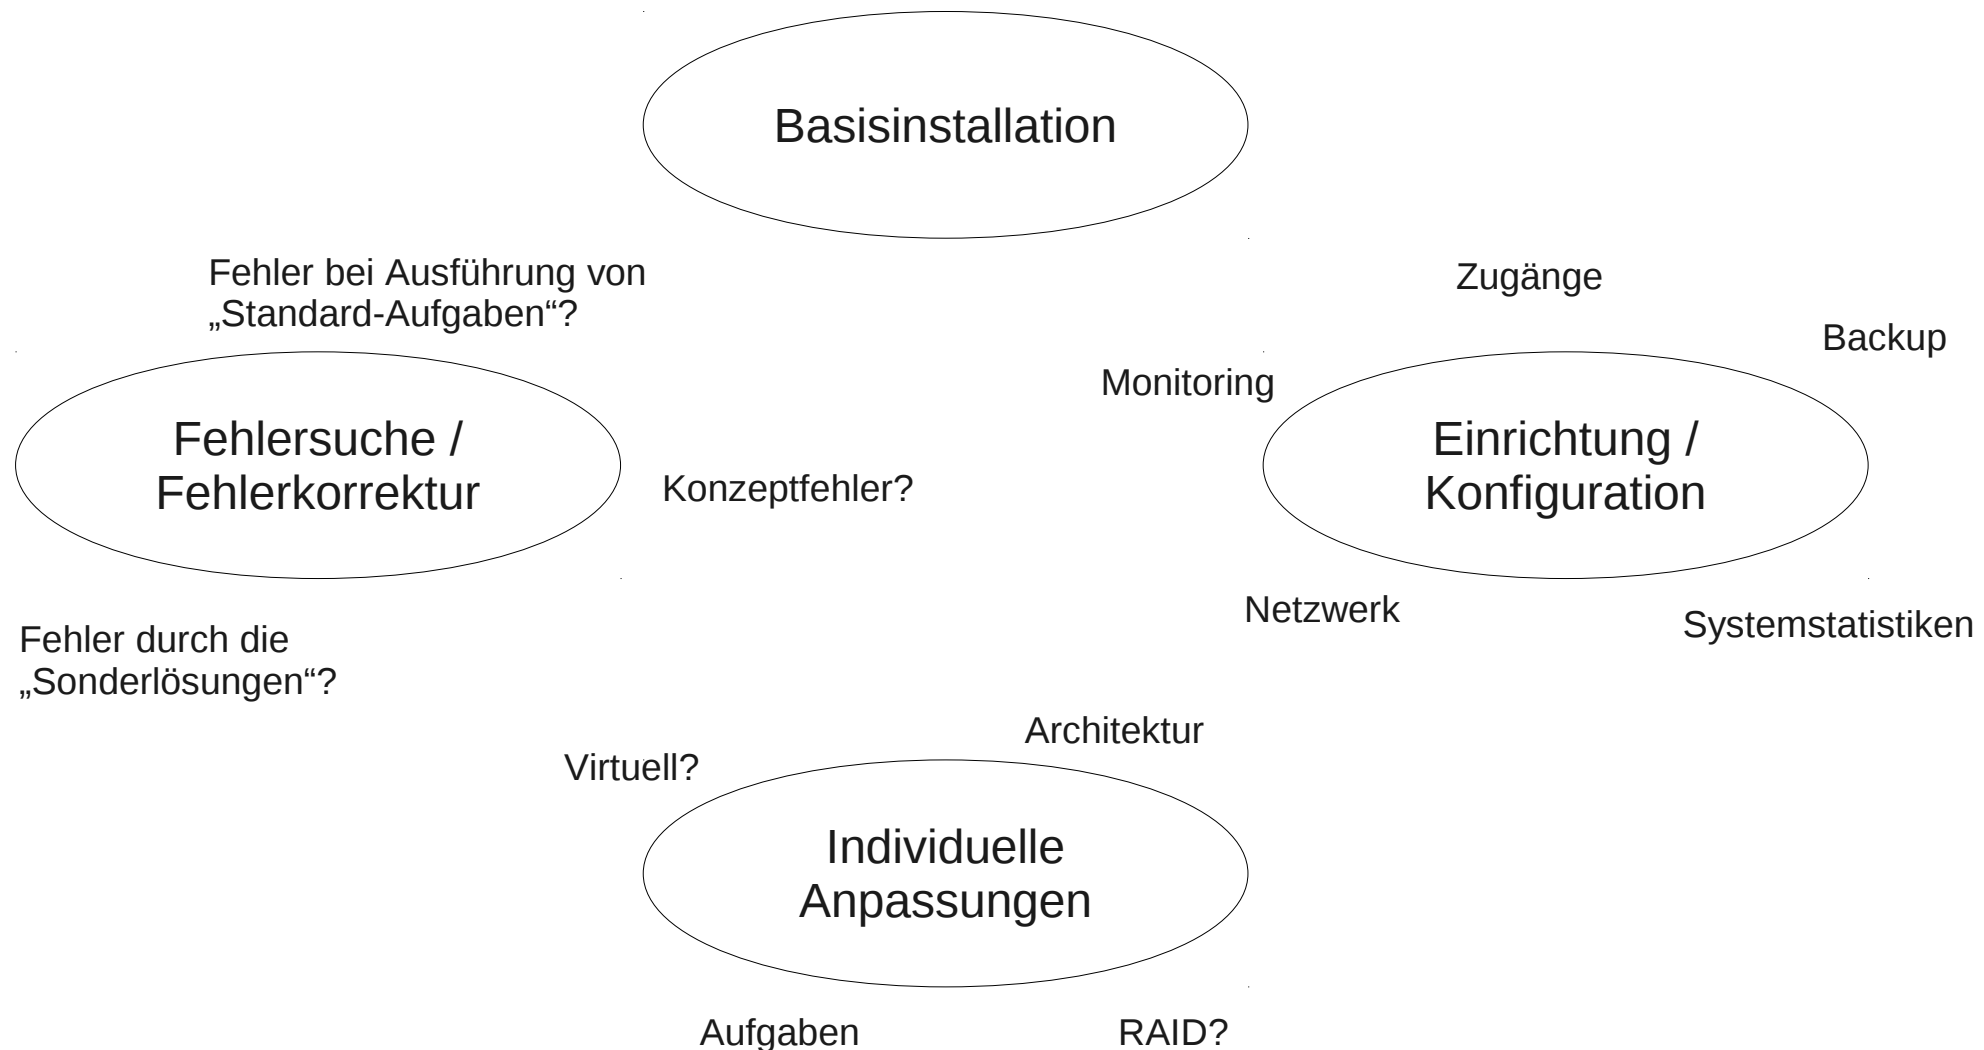 Basisinstallation
Fehler bei Ausführung von
„Standard-Aufgaben“?
Zugänge
Backup
Monitoring
Fehlersuche /
Fehlerkorrektur
Einrichtung /
Konfiguration
Konzeptfehler?
Netzwerk
Systemstatistiken
Fehler durch die
„Sonderlösungen“?
Architektur
Virtuell?
Individuelle
Anpassungen
Aufgaben
RAID?